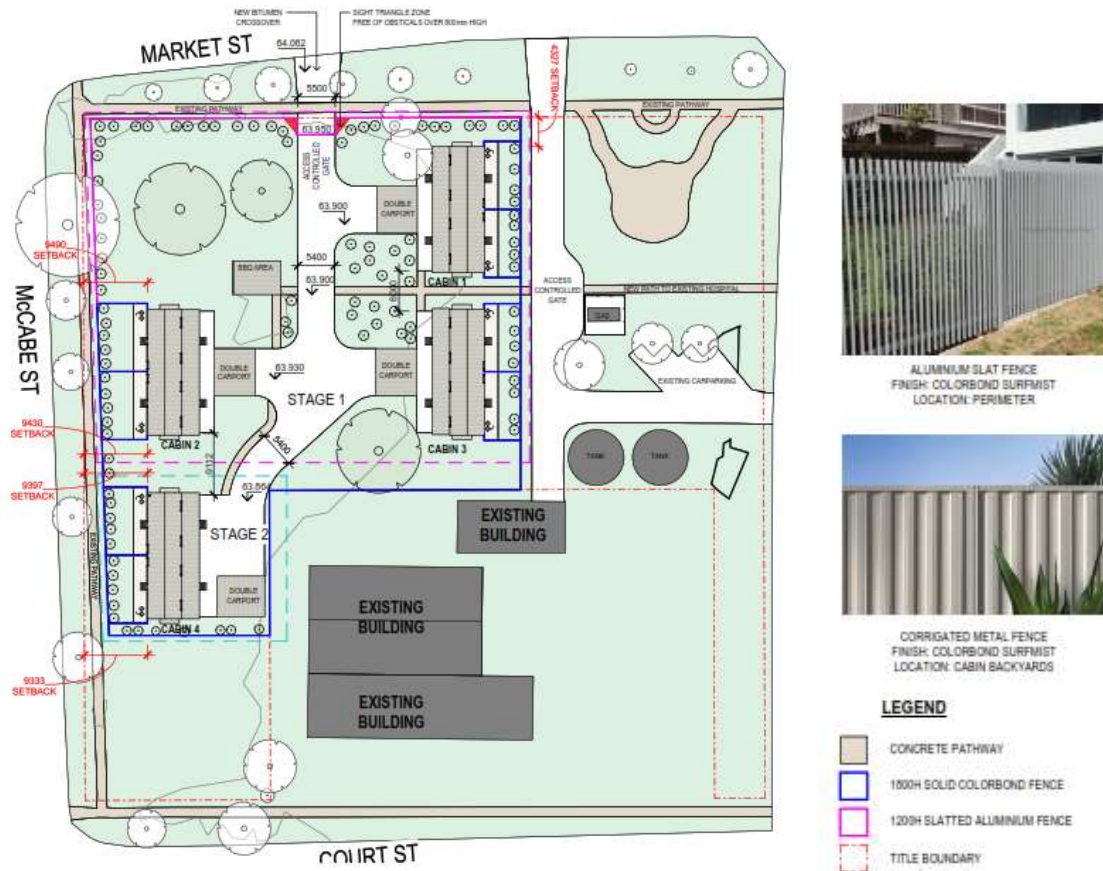 NEW BITUMEN
CROSSOVER
SIGHT TRIANGLE ZONE
FREE OF OBSTICALS OVER 800mm HIGH
MARKET ST
64.062
5500
EXISTING PATHWAY
63.950
ACCESS
CONTROLLED
GATE
4327 SETBACK
EXISTING PATHWAY
DOUBLE
CARPORT
63.900
9490
SETBACK
5400
BBQ AREA
63.900
6000
CABIN 1
ACCESS
CONTROLLED
GATE
NEW PATH TO EXISTING HOSPITAL
GAS
McCABE ST
DOUBLE
CARPORT
63.930
DOUBLE
CARPORT
EXISTING CARPARKING
STAGE 1
9430
SETBACK
CABIN 2
5400
CABIN 3
9112
TANK
TANK
9397
SETBACK
63.864
STAGE 2
EXISTING
BUILDING
EXISTING PATHWAY
DOUBLE
CARPORT
CABIN 4
EXISTING
BUILDING
9333
SETBACK
EXISTING
BUILDING
COURT ST
ALUMINIUM SLAT FENCE
FINISH: COLORBOND SURFMIST
LOCATION: PERIMETER
CORRIGATED METAL FENCE
FINISH: COLORBOND SURFMIST
LOCATION: CABIN BACKYARDS
LEGEND
CONCRETE PATHWAY
1800H SOLID COLORBOND FENCE
1200H SLATTED ALUMINIUM FENCE
TITLE BOUNDARY